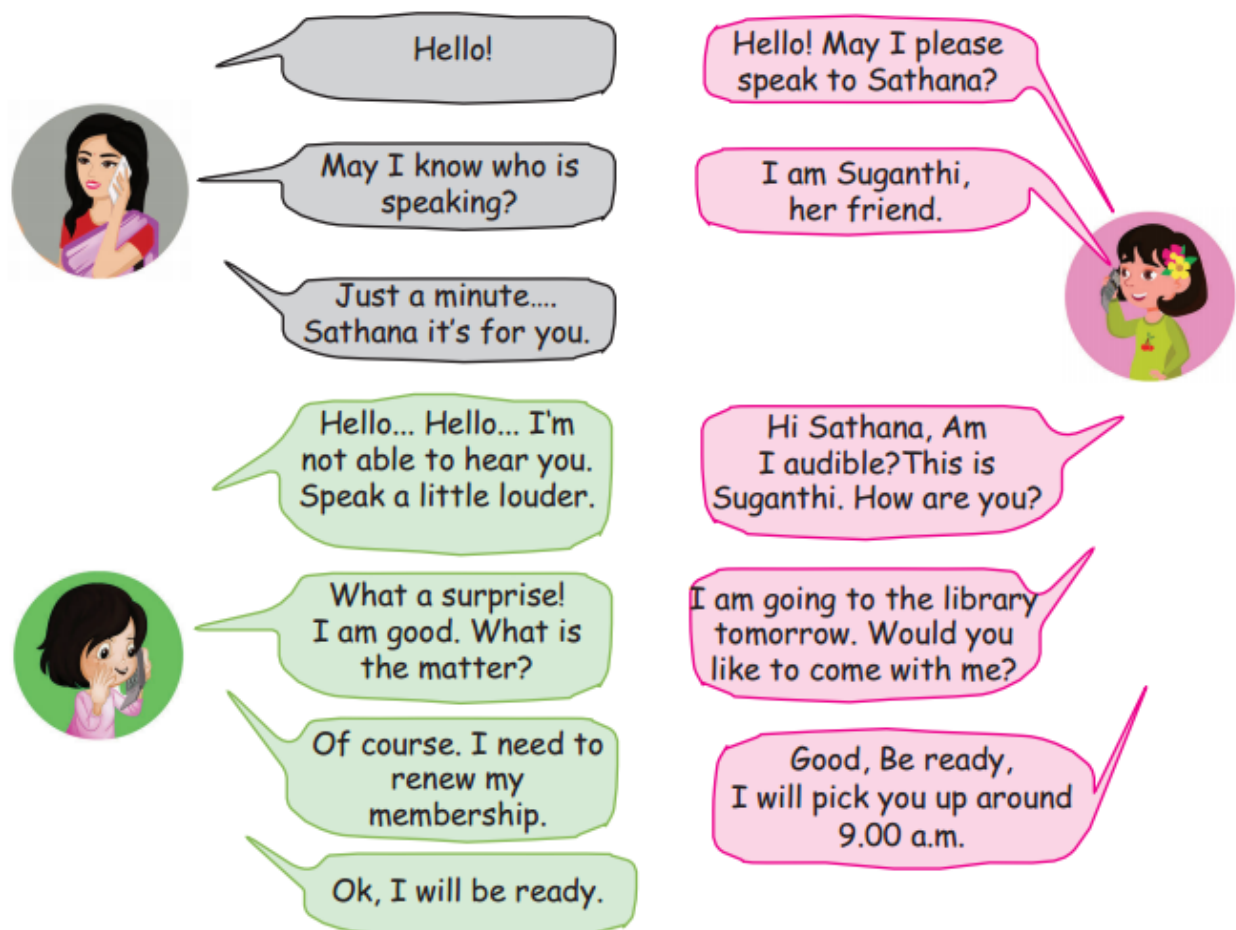 Hello!
Hello! May I please
speak to Sathana?
May I know who is
speaking?
I am Suganthi,
her friend.
Just a minute....
Sathana it's for you.
Hello... Hello... I'm
not able to hear you.
Speak a little louder.
Hi Sathana, Am
I audible?This is
Suganthi. How are you?
What a surprise!
I am good. What is
the matter?
I am going to the library
tomorrow. Would you
like to come with me?
Of course. I need to
renew my
membership.
Good, Be ready,
I will pick you up around
9.00 a.m.
Ok, I will be ready.